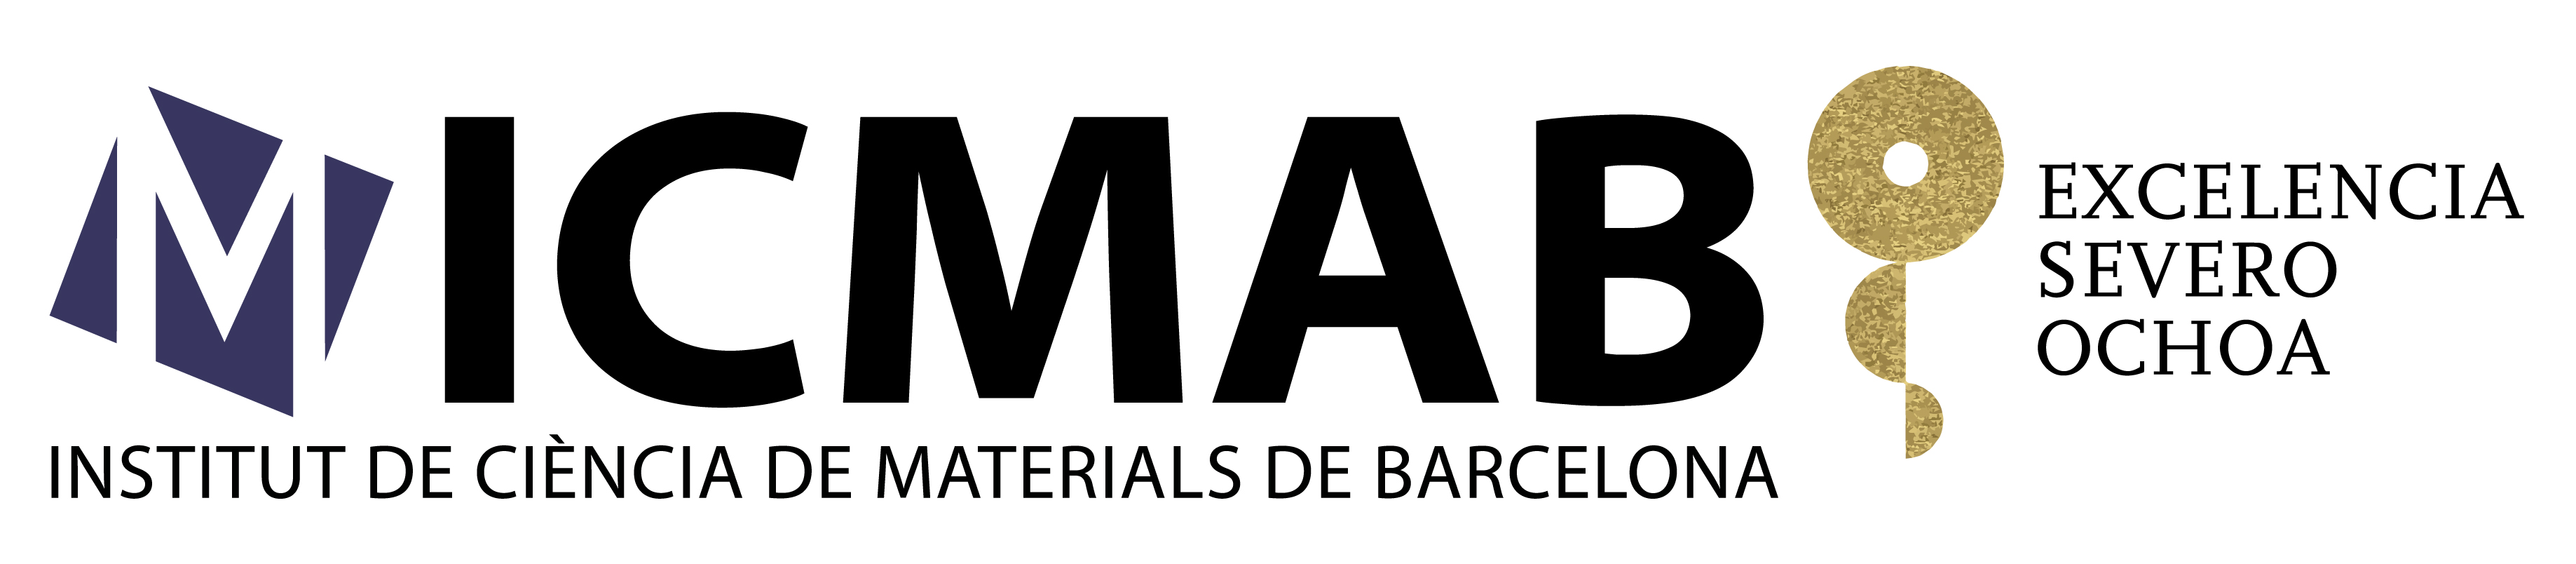 M ICMAB
INSTITUT DE CIÈNCIA DE MATERIALS DE BARCELONA
EXCELENCIA
SEVERO
OCHOA